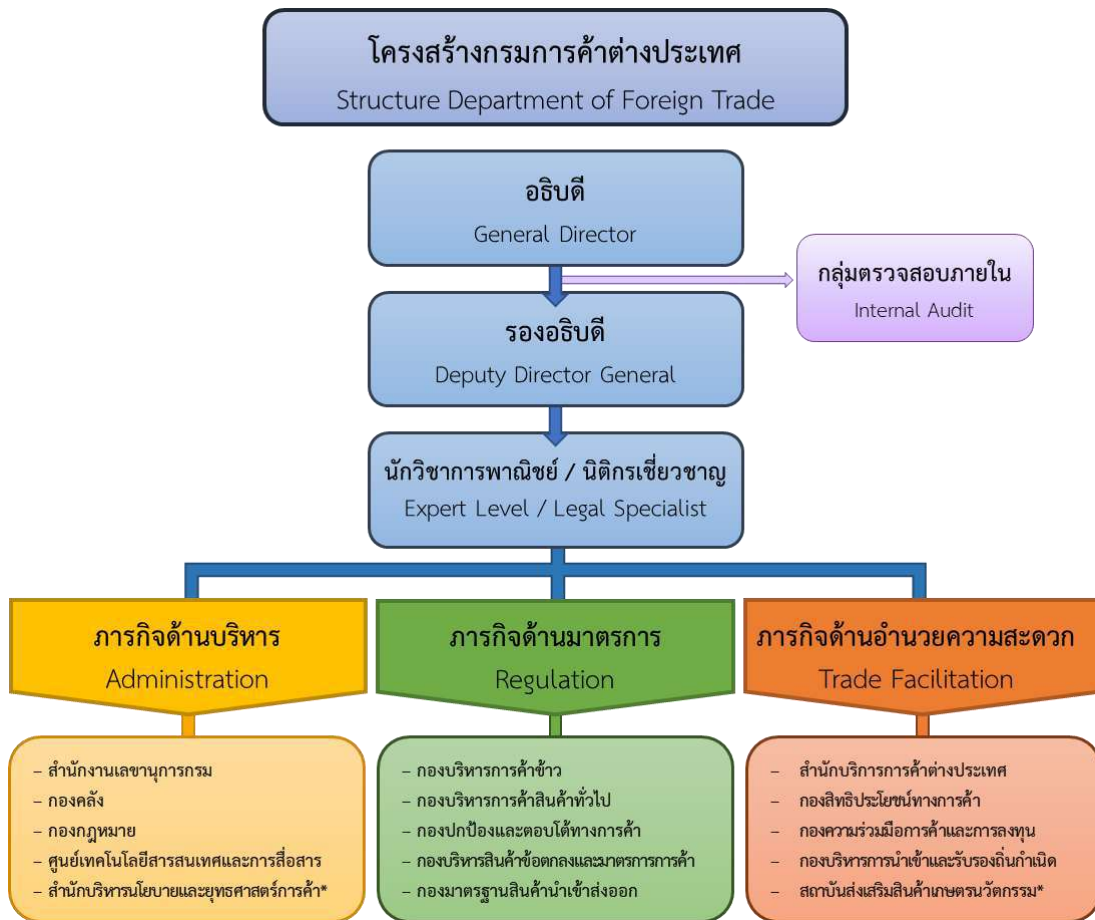 โครงสร้างกรมการค้าต่างประเทศ
Structure Department of Foreign Trade
อธิบดี
General Director
กลุ่มตรวจสอบภายใน
Internal Audit
รองอธิบดี
Deputy Director General
นักวิชาการพาณิชย์ / นิติกรเชี่ยวชาญ
Expert Level / Legal Specialist
ภารกิจด้านบริหาร
Administration
– สำนักงานเลขานุการกรม
– กองคลัง
– กองกฎหมาย
– ศูนย์เทคโนโลยีสารสนเทศและการสื่อสาร
– สำนักบริหารนโยบายและยุทธศาสตร์การค้า*
ภารกิจด้านมาตรการ
Regulation
– กองบริหารการค้าข้าว
– กองบริหารการค้าสินค้าทั่วไป
– กองปกป้องและตอบโต้ทางการค้า
– กองบริหารสินค้าข้อตกลงและมาตรการการค้า
– กองมาตรฐานสินค้านำเข้าส่งออก
ภารกิจด้านอำนวยความสะดวก
Trade Facilitation
– สำนักบริการการค้าต่างประเทศ
– กองสิทธิประโยชน์ทางการค้า
– กองความร่วมมือการค้าและการลงทุน
– กองบริหารการนำเข้าและรับรองถิ่นกำเนิด
– สถาบันส่งเสริมสินค้าเกษตรนวัตกรรม*